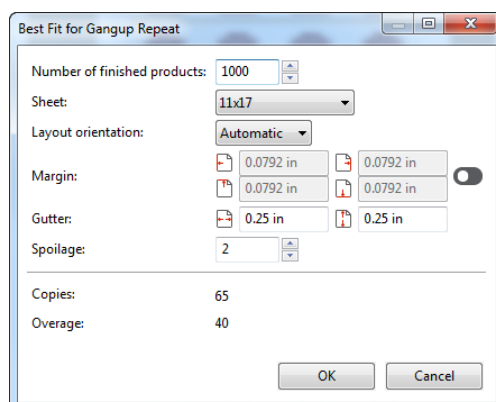 Best Fit for Gangup Repeat
Number of finished products: 1000
Sheet: 11x17
Layout orientation: Automatic
Margin: 0.0792 in 0.0792 in
0.0792 in 0.0792 in
Gutter: 0.25 in 0.25 in
Spoilage: 2
Copies: 65
Overage: 40
OK Cancel